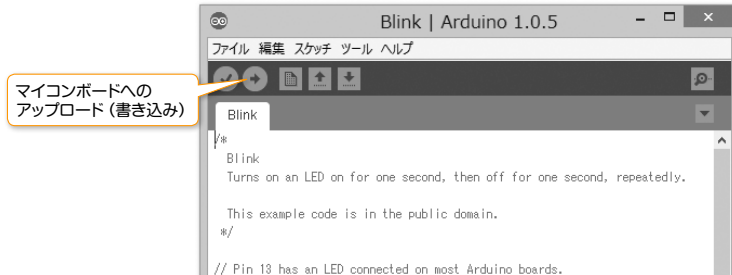 Blink | Arduino 1.0.5
ファイル 編集 スケッチ ツール ヘルプ
マイコンボードへの
アップロード（書き込み）
Blink
/*
Blink
Turns on an LED on for one second, then off for one second, repeatedly.
This example code is in the public domain.
*/
// Pin 13 has an LED connected on most Arduino boards.